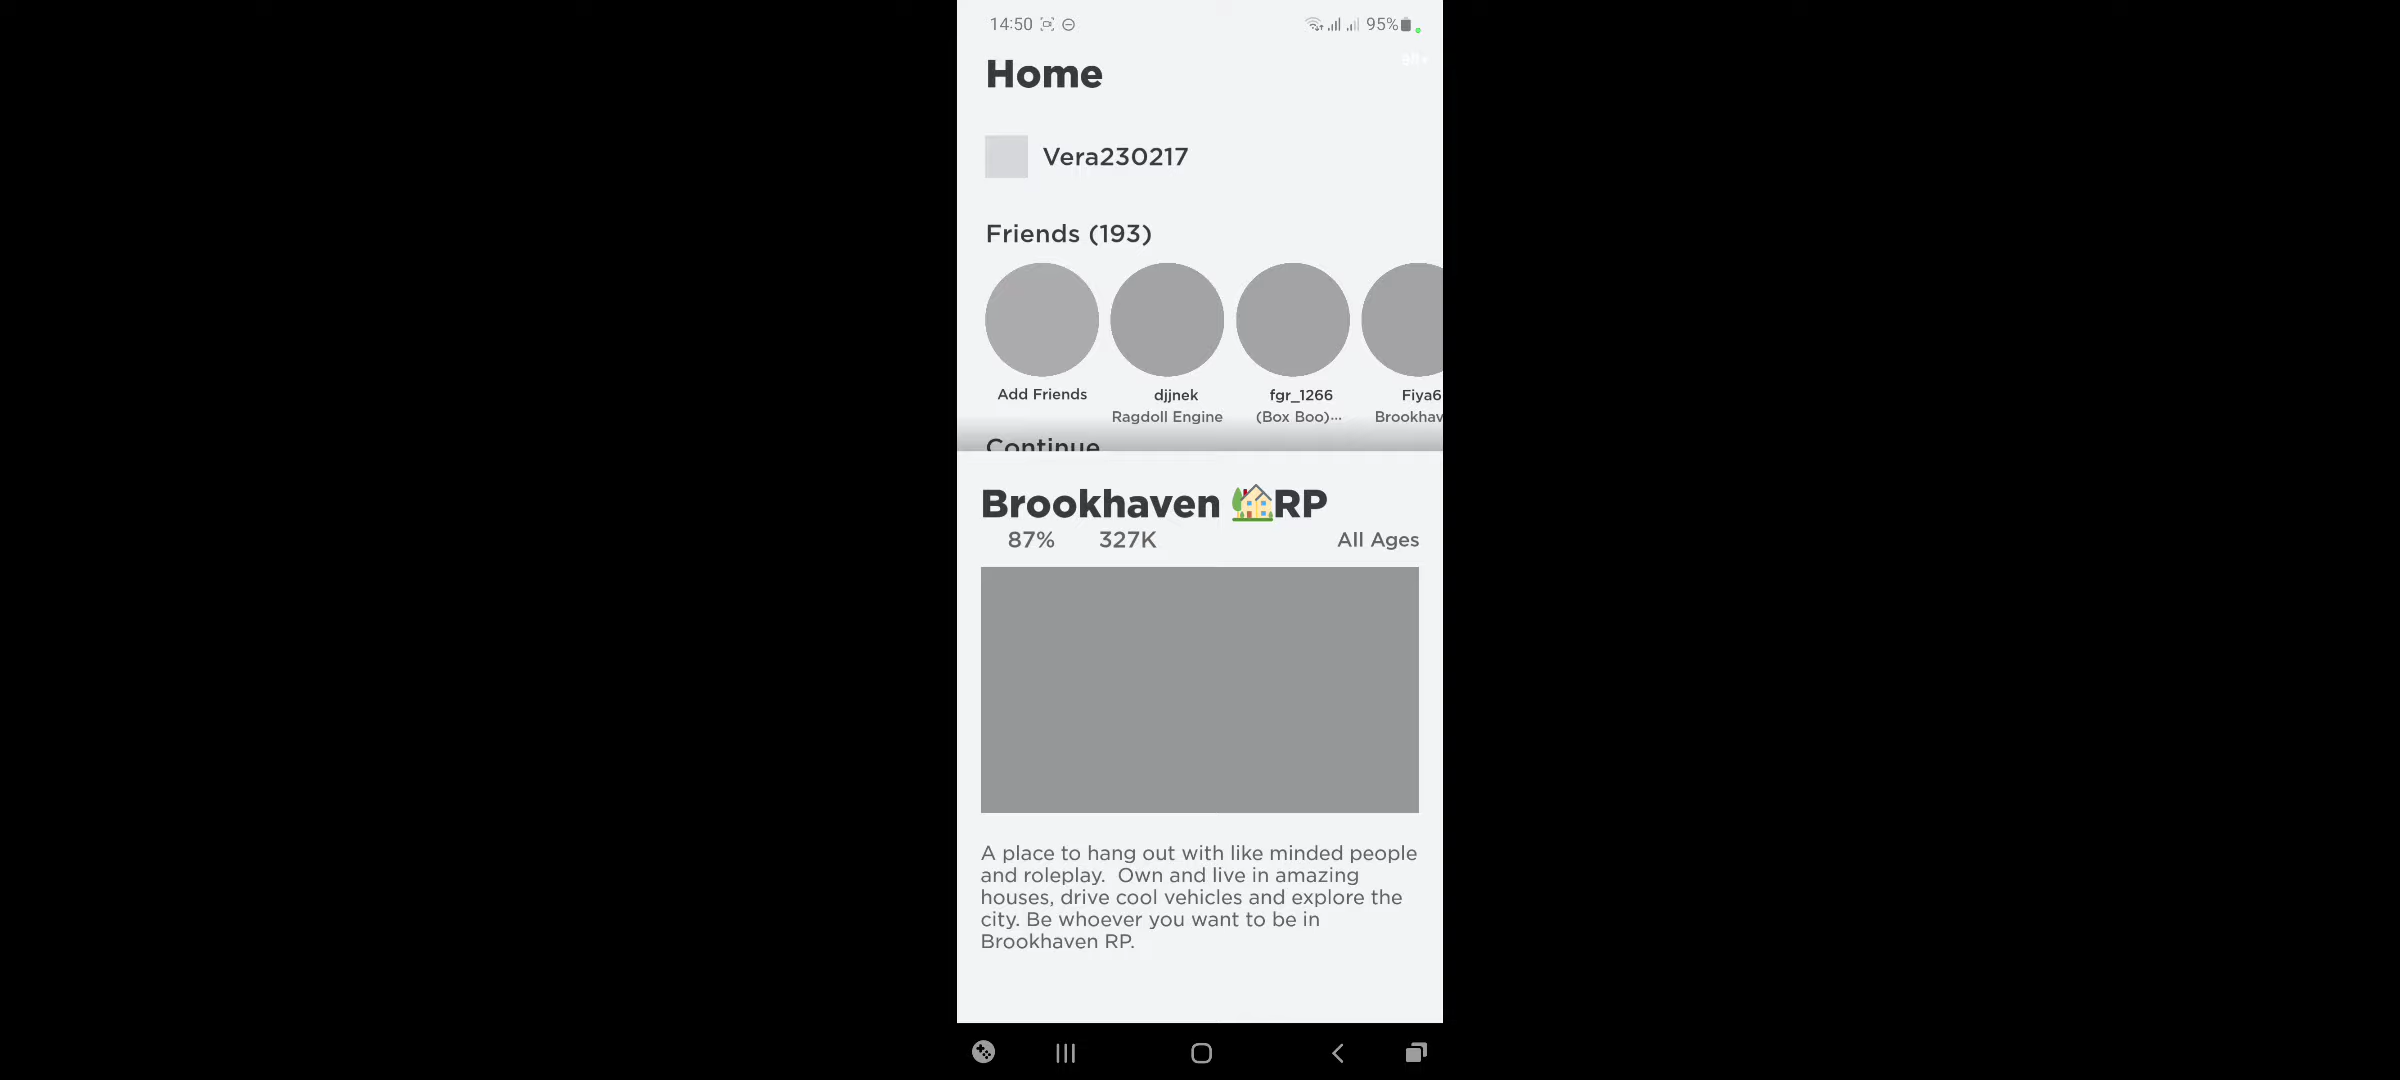 14:50
95%
Home
Vera230217
Friends (193)
Add Friends
djjnek
Ragdoll Engine
fgr_1266
(Box Boo)...
Fiya6
Brookhav
Continue
Brookhaven 🏡RP
87%
327K
All Ages
A place to hang out with like minded people
and roleplay.  Own and live in amazing
houses, drive cool vehicles and explore the
city. Be whoever you want to be in
Brookhaven RP.